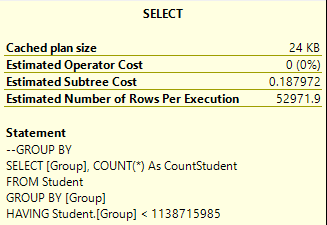 SELECT
Cached plan size 24 KB
Estimated Operator Cost 0 (0%)
Estimated Subtree Cost 0.187972
Estimated Number of Rows Per Execution 52971.9
Statement
--GROUP BY
SELECT [Group], COUNT(*) As CountStudent
FROM Student
GROUP BY [Group]
HAVING Student.[Group] < 1138715985